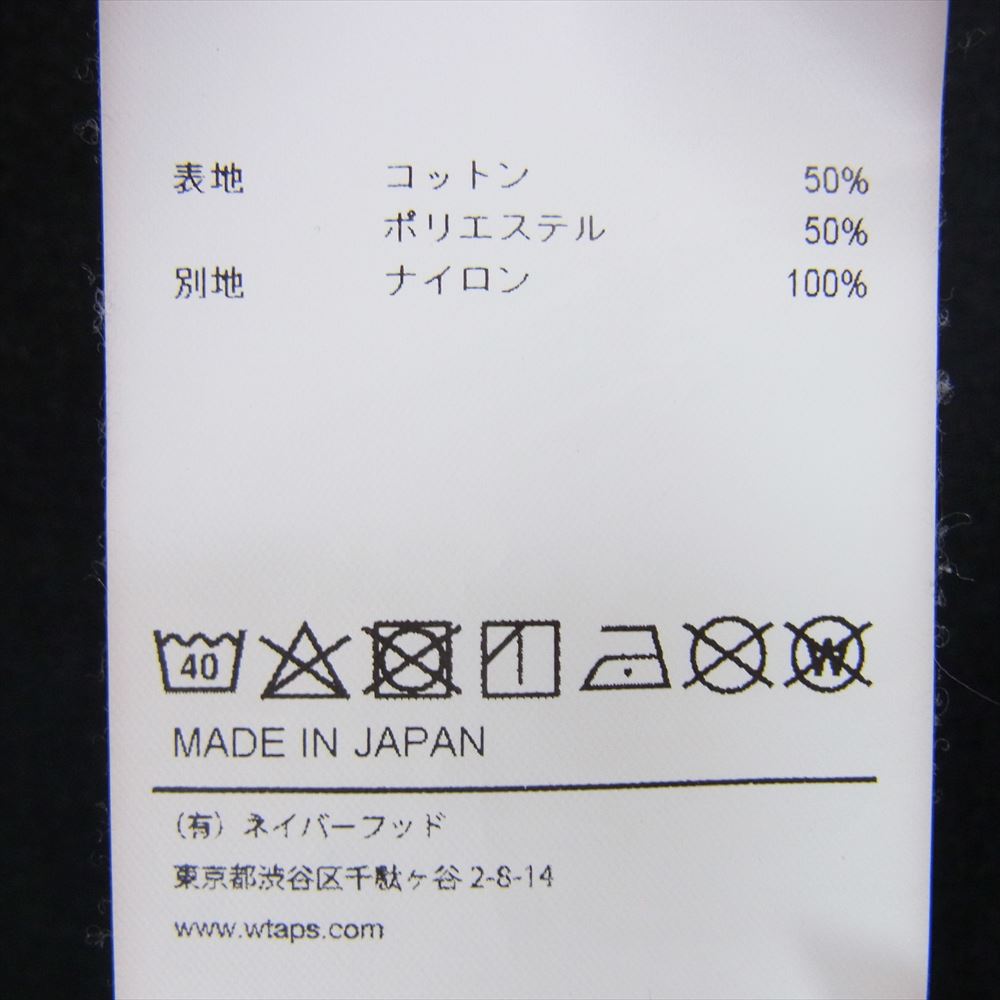 表地 コットン 50%
ポリエステル 50%
別地 ナイロン 100%
40 W
MADE IN JAPAN
(有) ネイバーフッド
東京都渋谷区千駄ヶ谷 2-8-14
www.wtaps.com